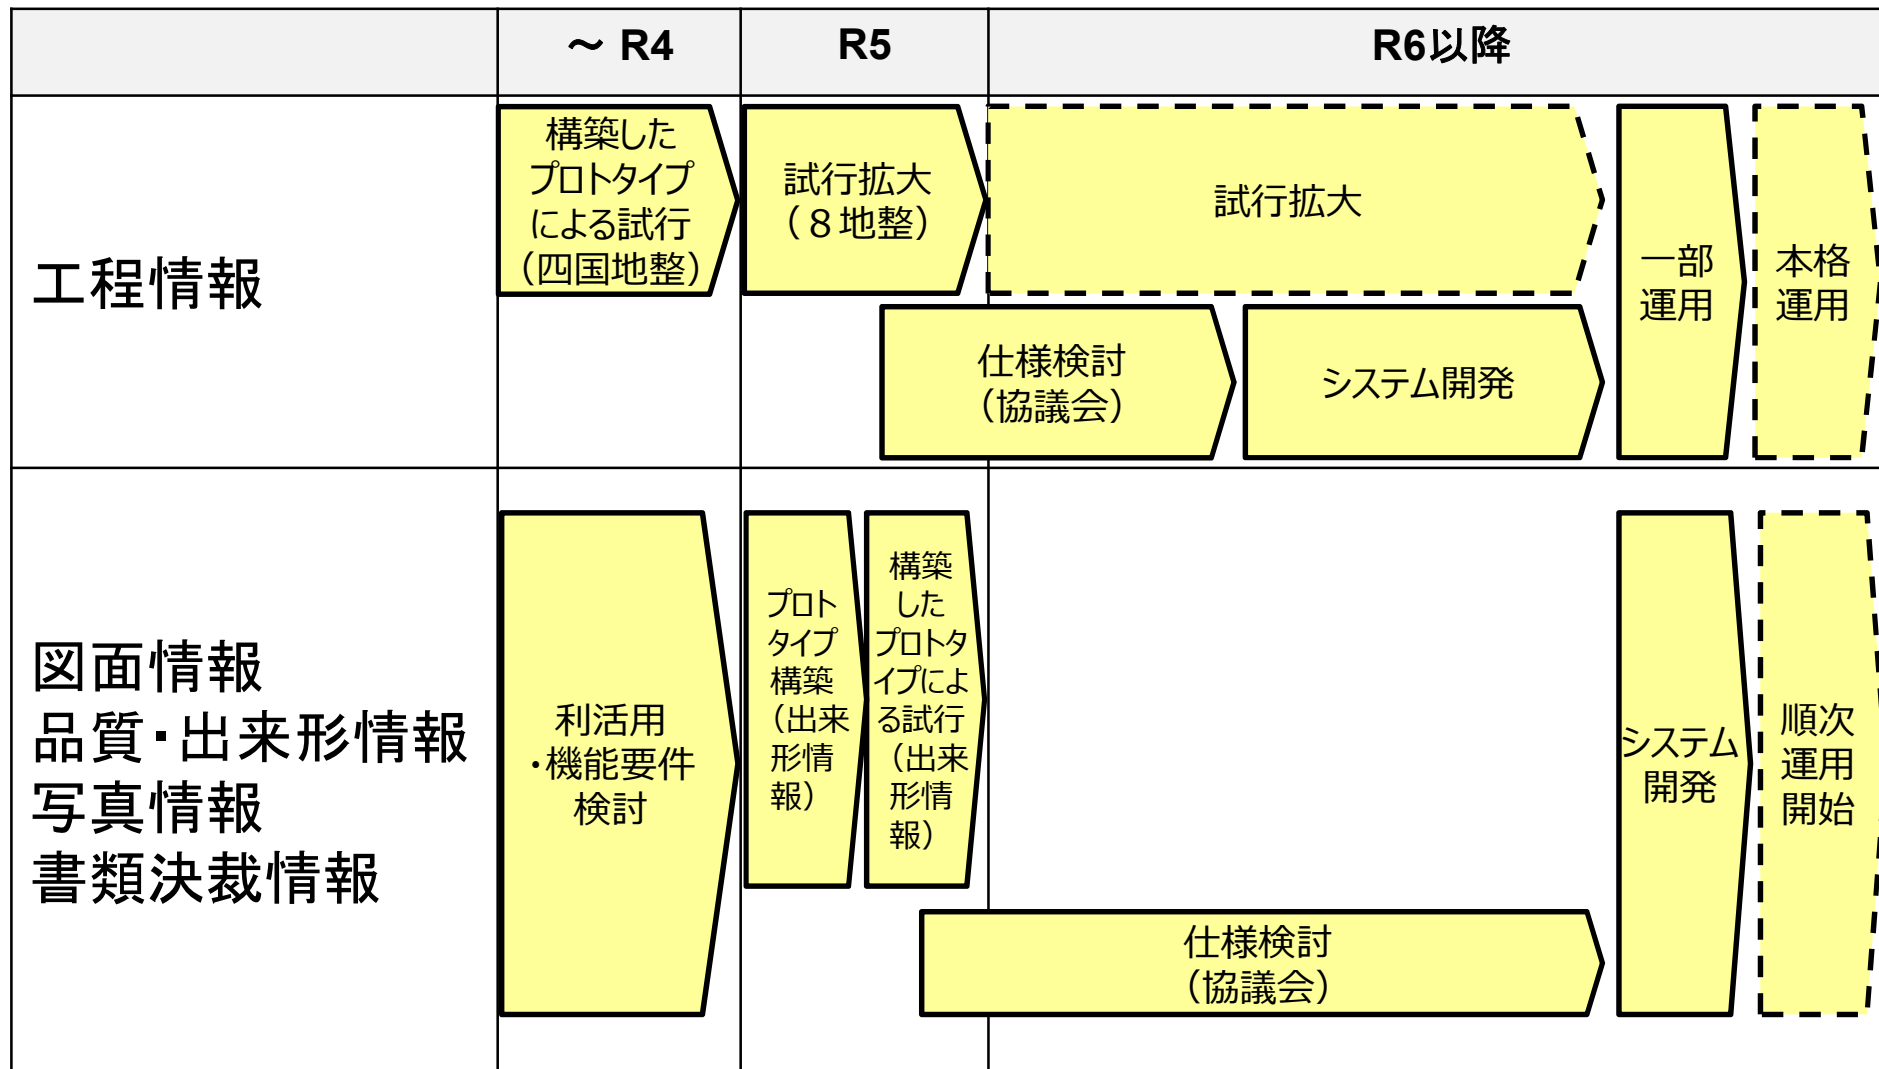 ～ R4
R5
R6以降
工程情報
構築した
プロトタイプ
による試行
（四国地整）
試行拡大
（８地整）
試行拡大
仕様検討
（協議会）
システム開発
一部
運用
本格
運用
図面情報
品質・出来形情報
写真情報
書類決裁情報
利活用
・機能要件
検討
プロト
タイプ
構築
（出来
形情
報）
構築
した
プロトタ
イプによ
る試行
（出来
形情
報）
仕様検討
（協議会）
システム
開発
順次
運用
開始